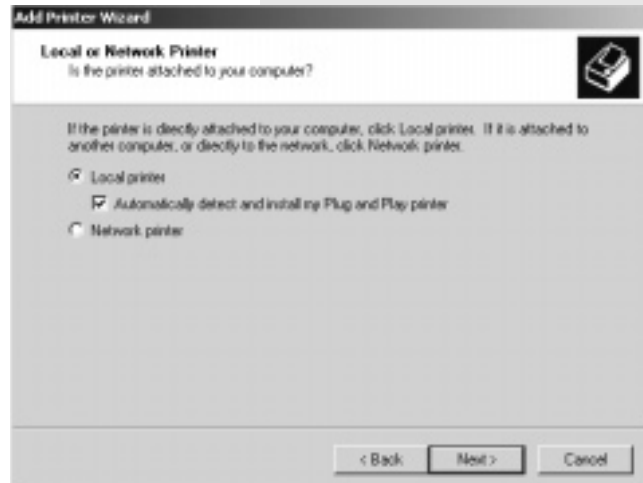 Add Printer Wizard
Local or Network Printer
Is the printer attached to your computer?
If the printer is directly attached to your computer, click Local printer. If it is attached to
another computer, or directly to the network, click Network printer.
Local printer
Automatically detect and install my Plug and Play printer
Network printer
< Back
Next >
Cancel